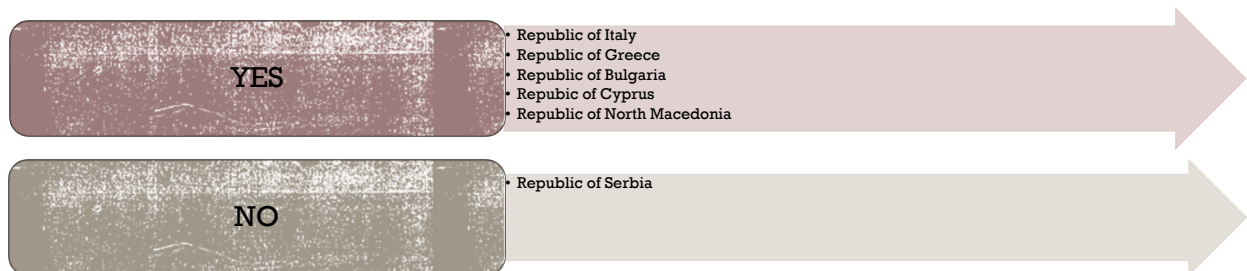 YES
• Republic of Italy
• Republic of Greece
• Republic of Bulgaria
• Repubic of Cyprus
• Republic of North Macedonia
NO
• Republic of Serbia